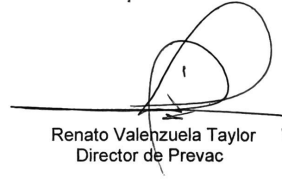 Renato Valenzuela Taylor
Director de Prevac